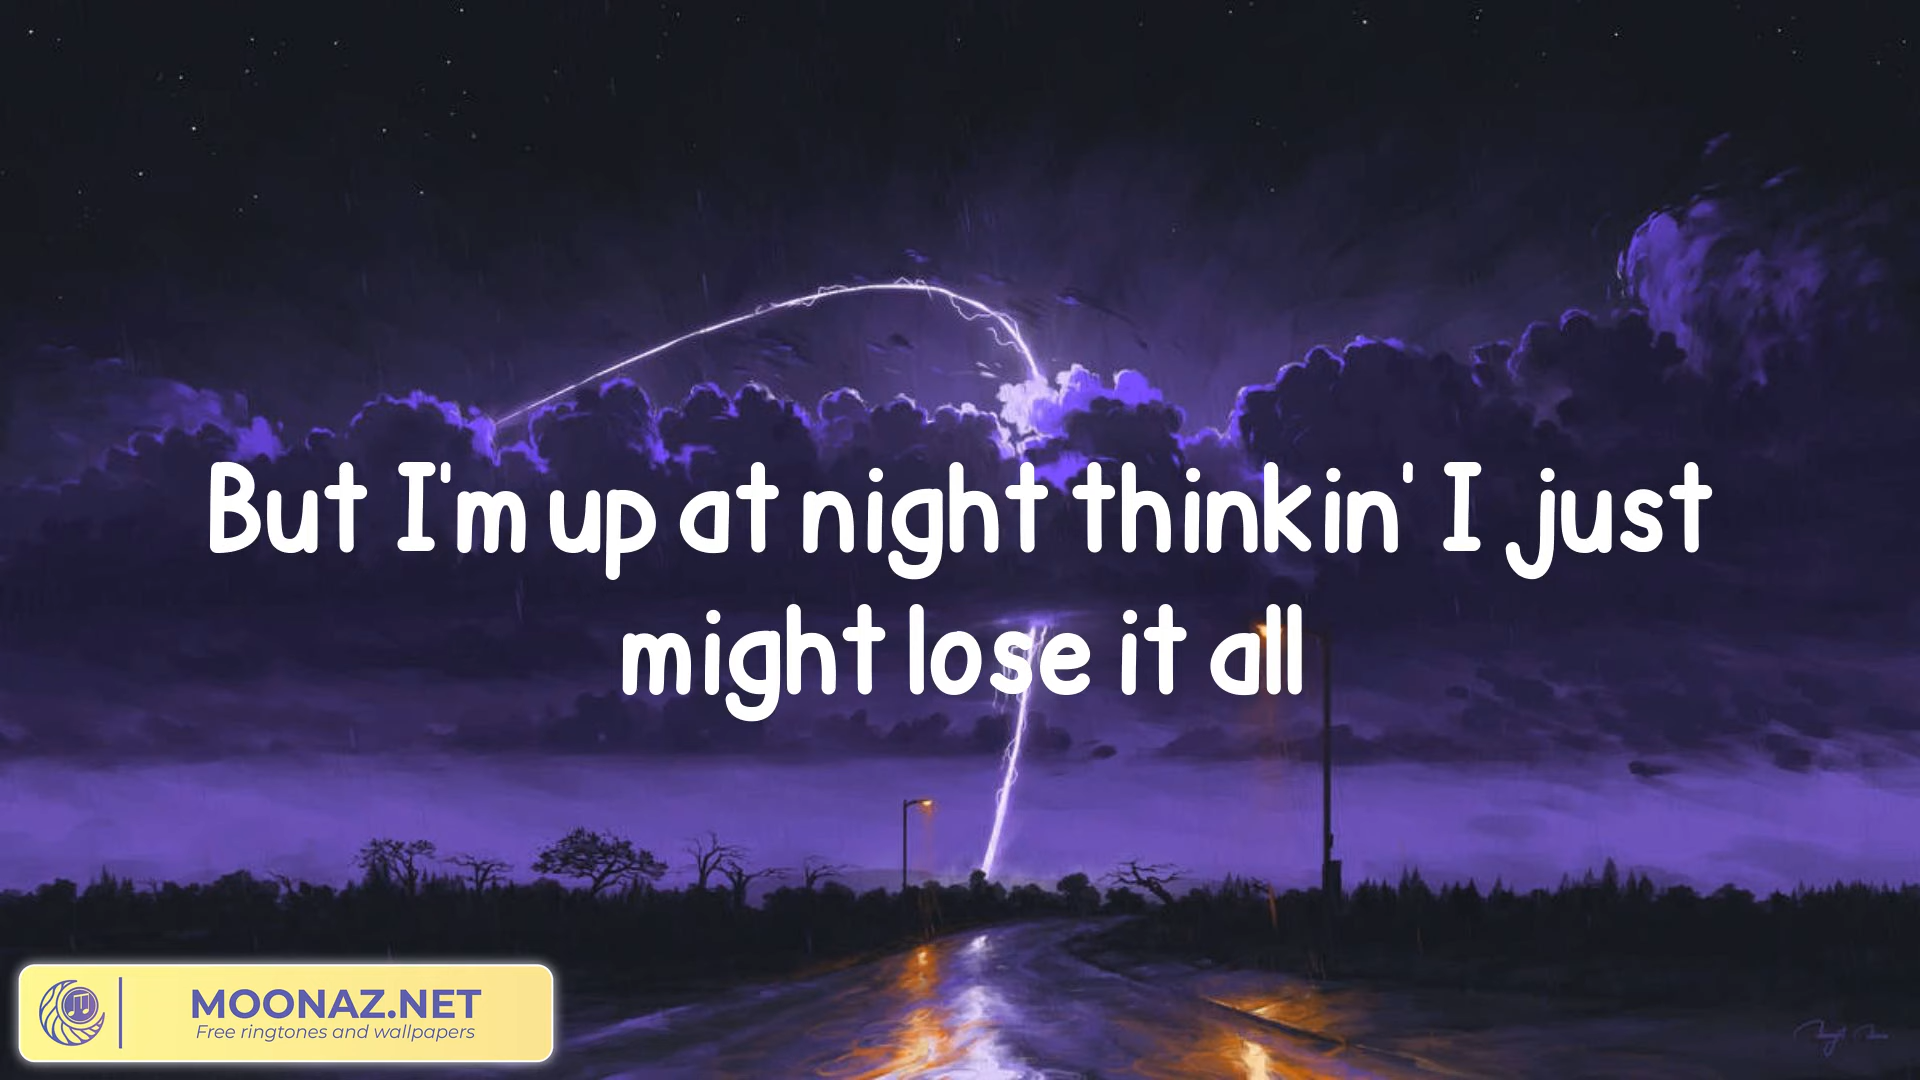 But I'm up at night thinkin' I just
might lose it all
MOONAZ.NET
Free ringtones and wallpapers